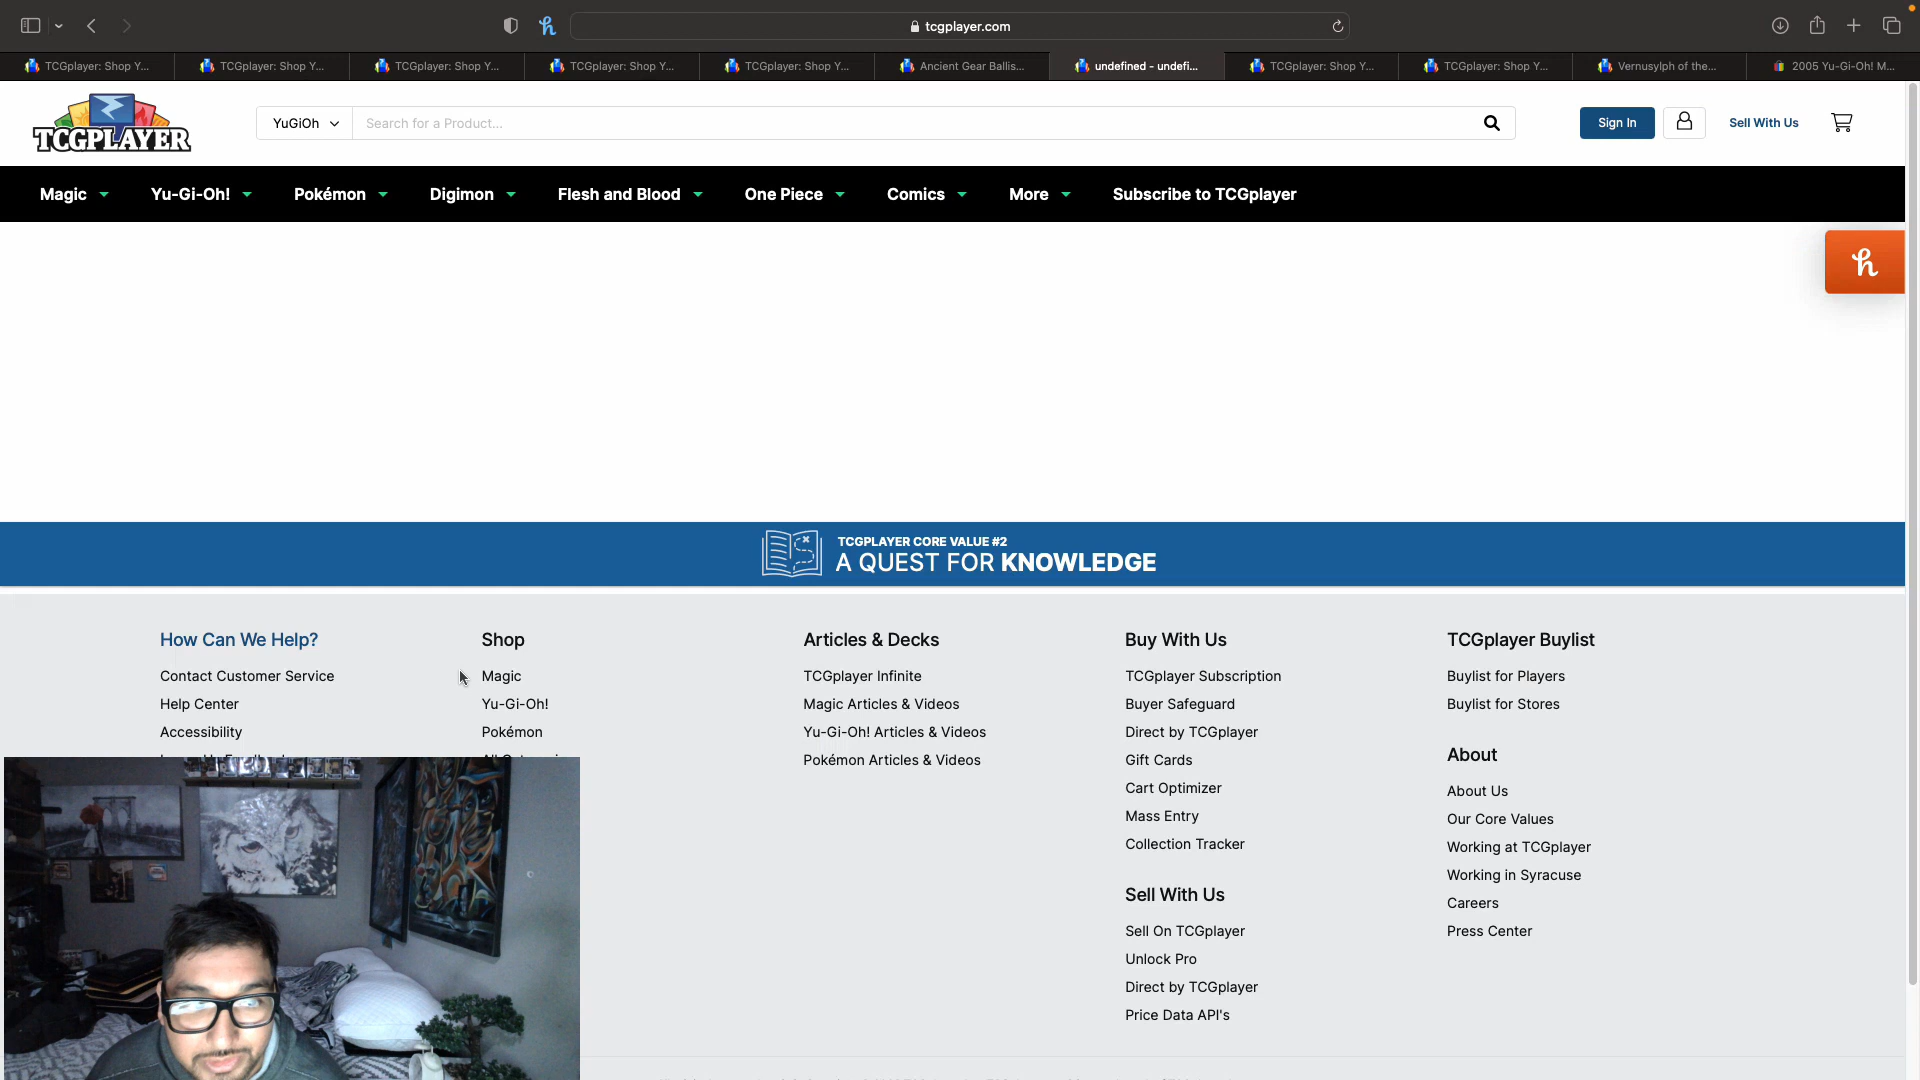 tcgplayer.com
TCGplayer: Shop Y...
TCGplayer: Shop Y...
TCGplayer: Shop Y...
TCGplayer: Shop Y...
TCGplayer: Shop Y...
Ancient Gear Ballis...
undefined - undefi...
TCGplayer: Shop Y...
TCGplayer: Shop Y...
Vernusylph of the...
2005 Yu-Gi-Oh! M...
TCGPLAYER
YuGiOh
Search for a Product...
Sign In
Sell With Us
Magic
Yu-Gi-Oh!
Pokémon
Digimon
Flesh and Blood
One Piece
Comics
More
Subscribe to TCGplayer
TCGPLAYER CORE VALUE #2
A QUEST FOR KNOWLEDGE
How Can We Help?
Contact Customer Service
Help Center
Accessibility
Shop
Magic
Yu-Gi-Oh!
Pokémon
Articles & Decks
TCGplayer Infinite
Magic Articles & Videos
Yu-Gi-Oh! Articles & Videos
Pokémon Articles & Videos
Buy With Us
TCGplayer Subscription
Buyer Safeguard
Direct by TCGplayer
Gift Cards
Cart Optimizer
Mass Entry
Collection Tracker
Sell With Us
Sell On TCGplayer
Unlock Pro
Direct by TCGplayer
Price Data API's
TCGplayer Buylist
Buylist for Players
Buylist for Stores
About
About Us
Our Core Values
Working at TCGplayer
Working in Syracuse
Careers
Press Center